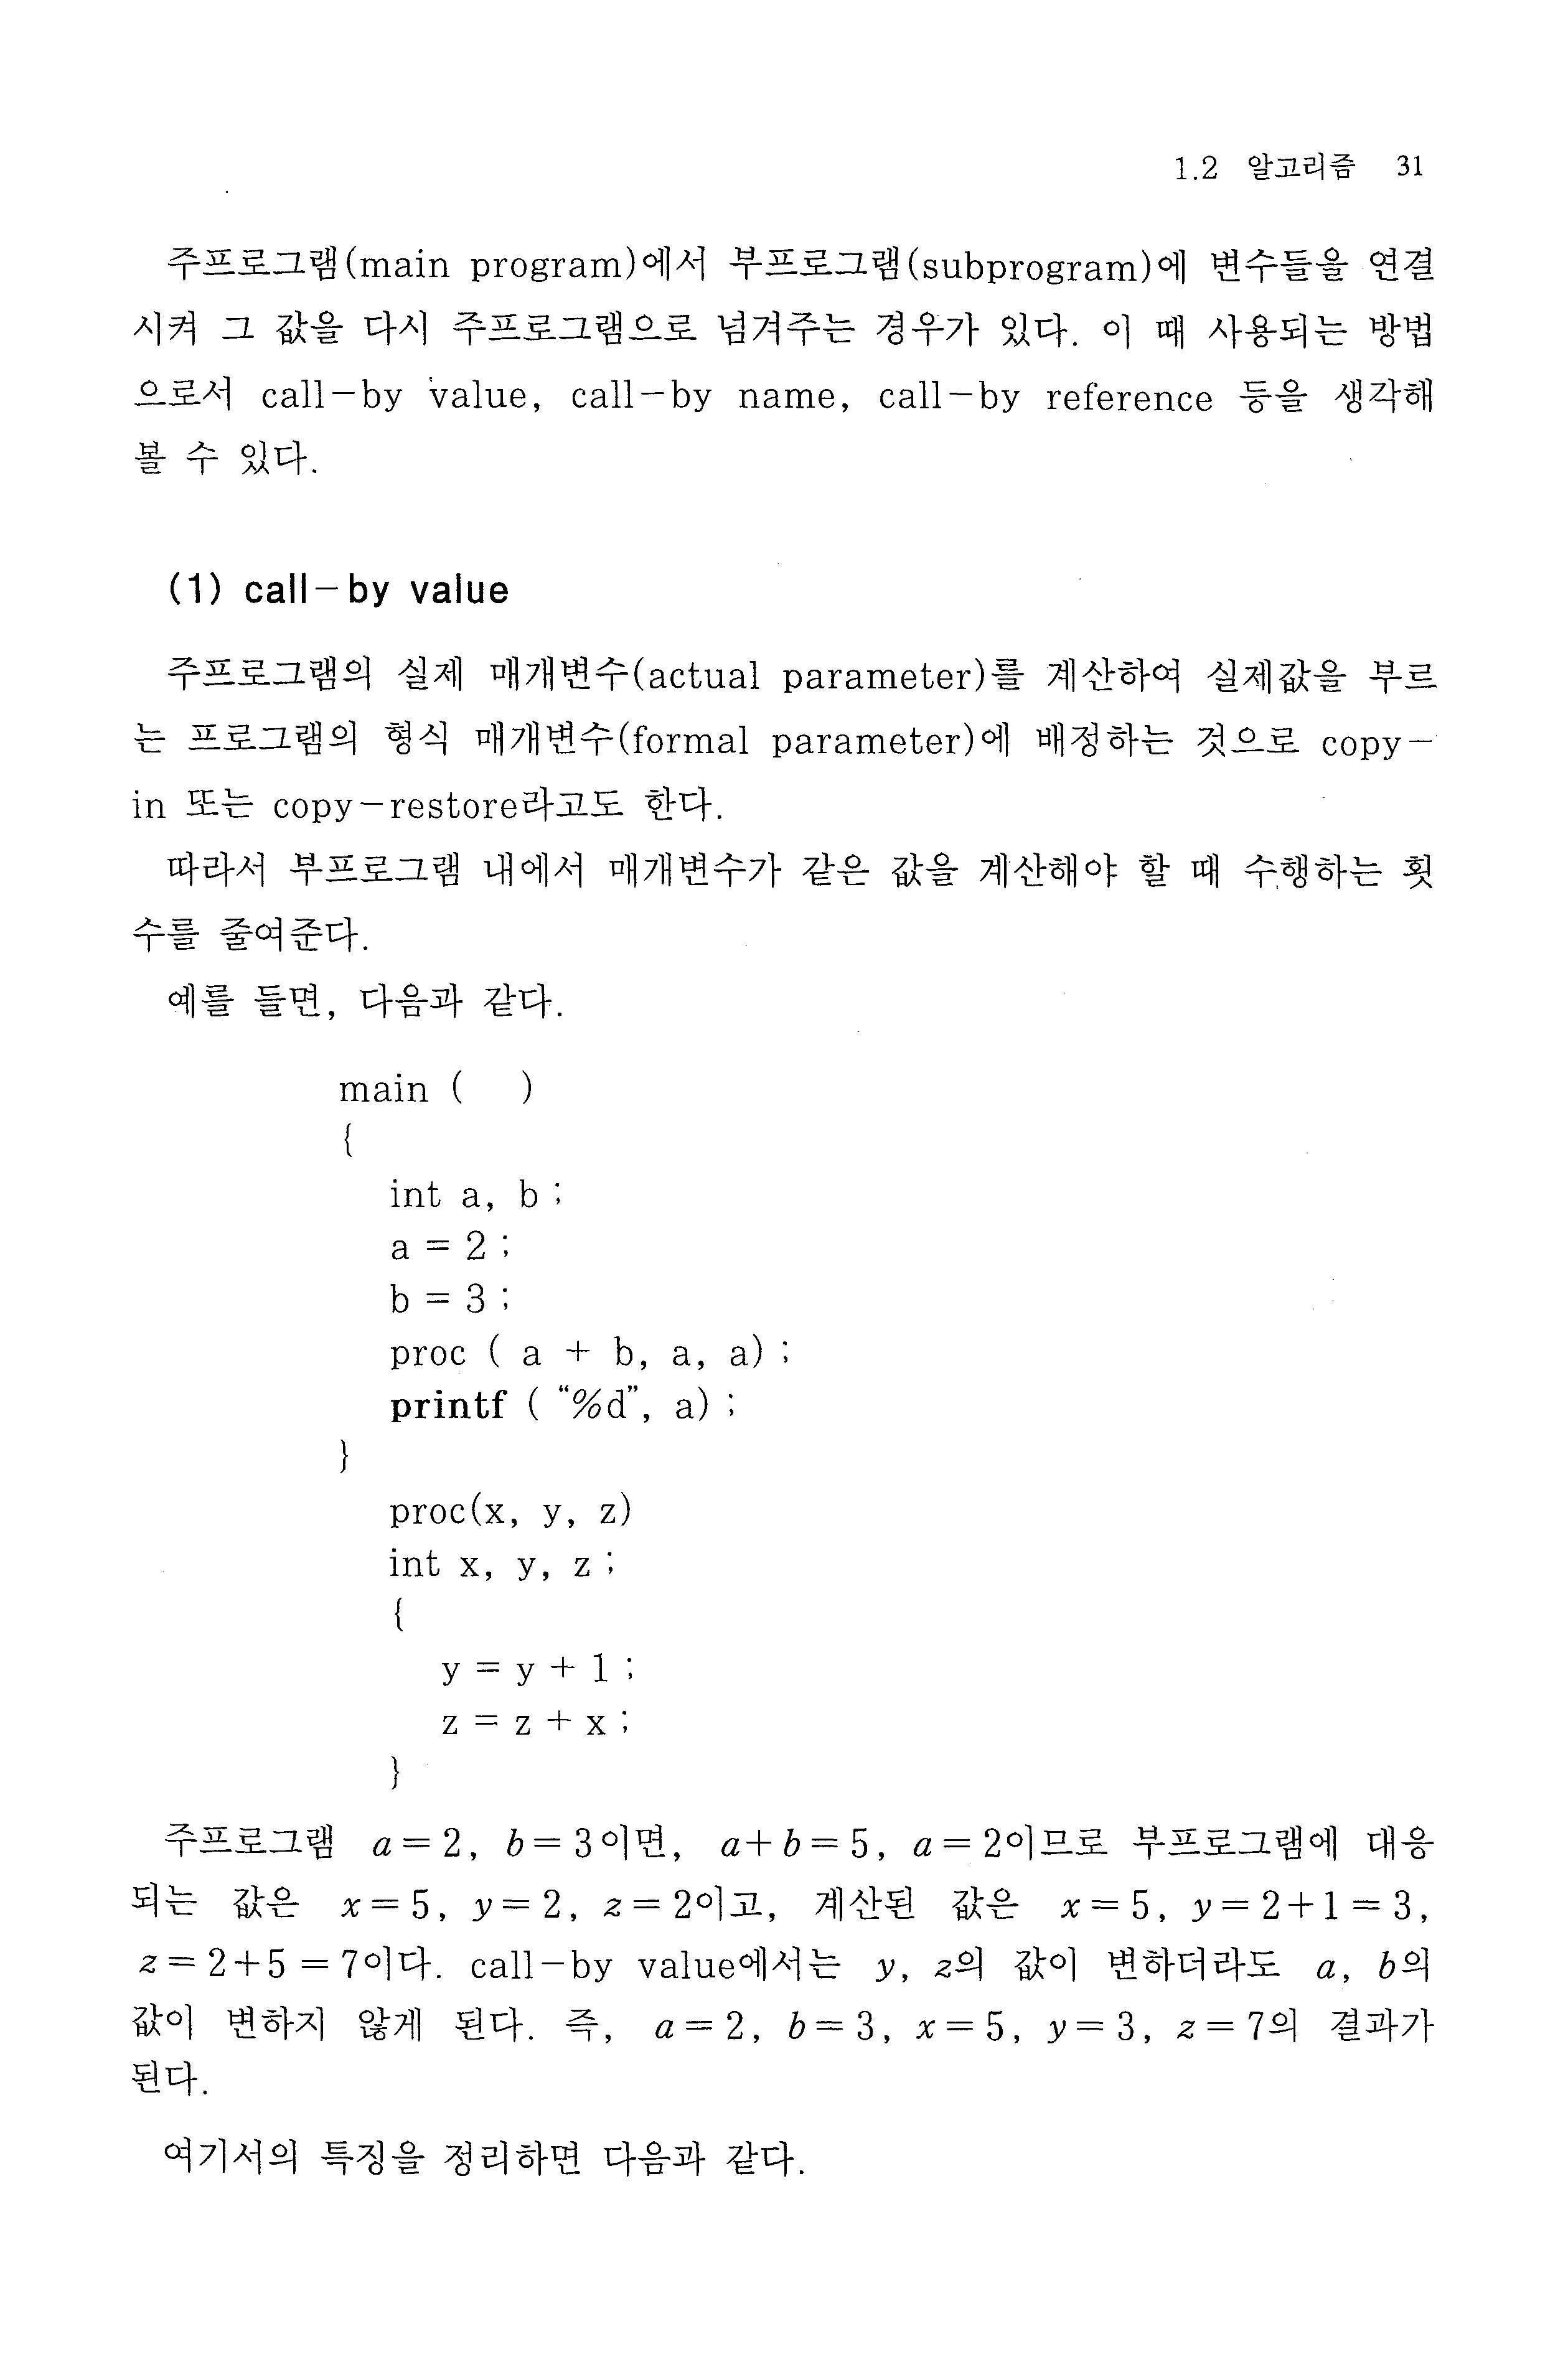 1.2 알고리즘 31
주프로그램(main program)에서 부프로그램(subprogram)에 변수들을 연결
시켜 그 값을 다시 주프로그램으로 넘겨주는 경우가 있다. 이 때 사용되는 방법
으로서 call-by value, call-by name, call-by reference 등을 생각해
볼 수 있다.
(1) call-by value
주프로그램의 실제 매개변수(actual parameter)를 계산하여 실제값을 부르
는 프로그램의 형식 매개변수(formal parameter)에 배정하는 것으로 copy-
in 또는 copy-restore라고도 한다.
따라서 부프로그램 내에서 매개변수가 같은 값을 계산해야 할 때 수행하는 횟
수를 줄여준다.
예를 들면, 다음과 같다.
main ( )
{
int a, b ;
a = 2 ;
b = 3 ;
proc ( a + b, a, a) ;
printf ( “%d”, a) ;
}
proc(x, y, z)
int x, y, z ;
{
y = y + 1 ;
z = z + x ;
}
주프로그램 a = 2, b = 3이면, a+b = 5, a = 2이므로 부프로그램에 대응
되는 값은 x = 5, y = 2, z = 2이고, 계산된 값은 x = 5, y = 2+1 = 3,
z = 2+5 = 7이다. call-by value에서는 y, z의 값이 변하더라도 a, b의
값이 변하지 않게 된다. 즉, a = 2, b = 3, x = 5, y = 3, z = 7의 결과가
된다.
여기서의 특징을 정리하면 다음과 같다.